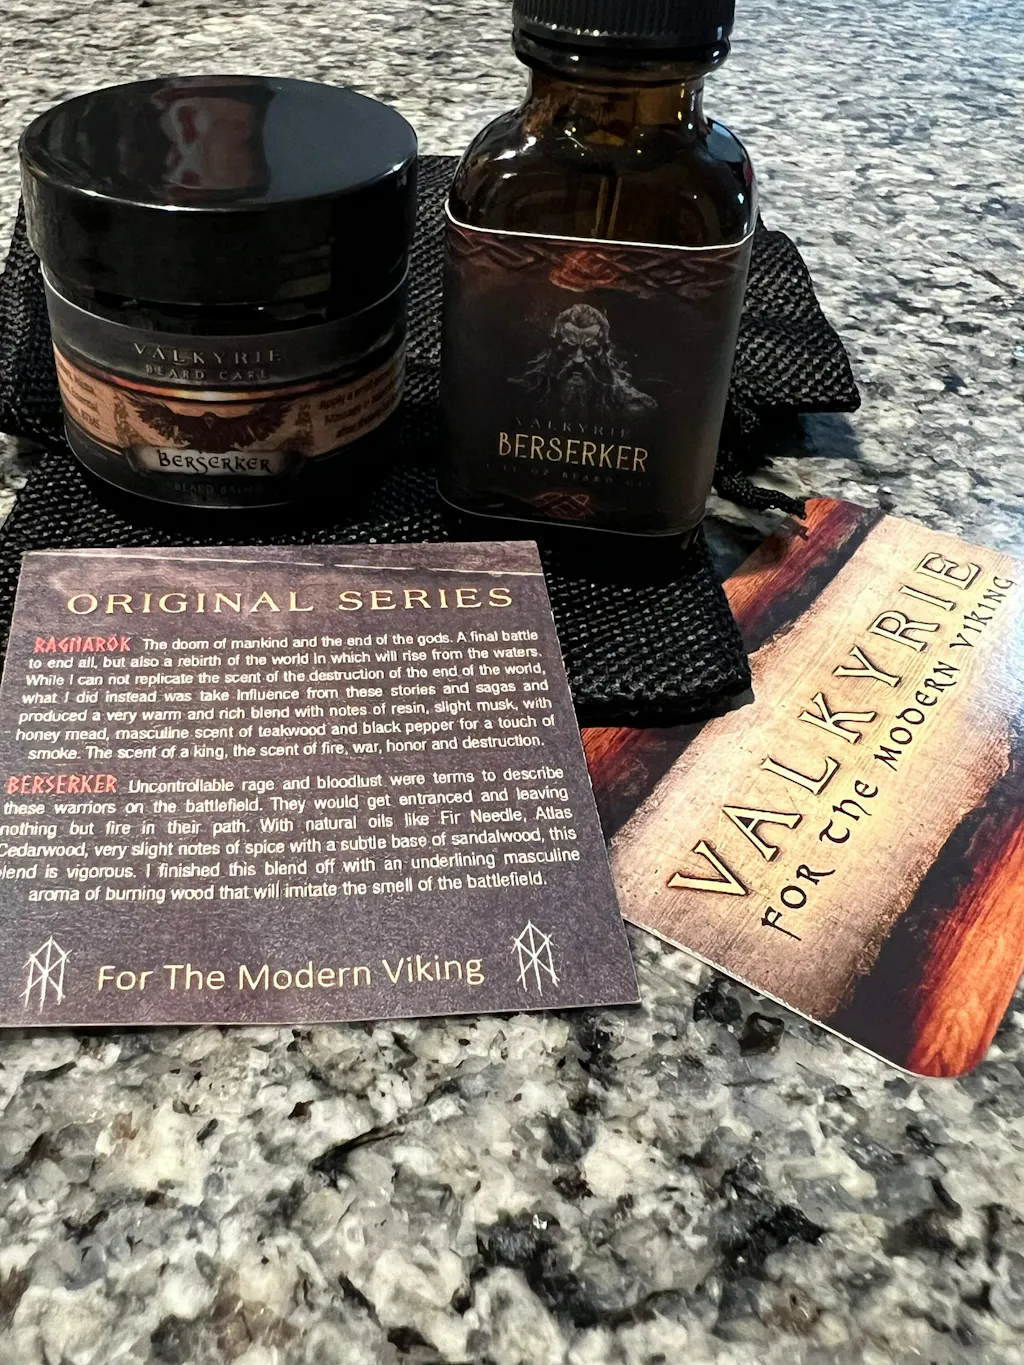 VALKYRIE
BEARD CARE
BERSERKER
BEARD BALM
VALKYRIE
BERSERKER
OZ BEARD OIL
ORIGINAL SERIES
RAGNARÖK The doom of mankind and the end of the gods. A final battle
to end all, but also a rebirth of the world in which will rise from the waters.
While I can not replicate the scent of the destruction of the end of the world,
what I did instead was take influence from these stories and sagas and
produced a very warm and rich blend with notes of resin, slight musk, with
honey mead, masculine scent of teakwood and black pepper for a touch of
smoke. The scent of a king, the scent of fire, war, honor and destruction.
BERSERKER Uncontrollable rage and bloodlust were terms to describe
these warriors on the battlefield. They would get entranced and leaving
nothing but fire in their path. With natural oils like Fir Needle, Atlas
Cedarwood, very slight notes of spice with a subtle base of sandalwood, this
blend is vigorous. I finished this blend off with an underlining masculine
aroma of burning wood that will imitate the smell of the battlefield.
For The Modern Viking
VALKYRIE
FOR THE MODERN VIKING